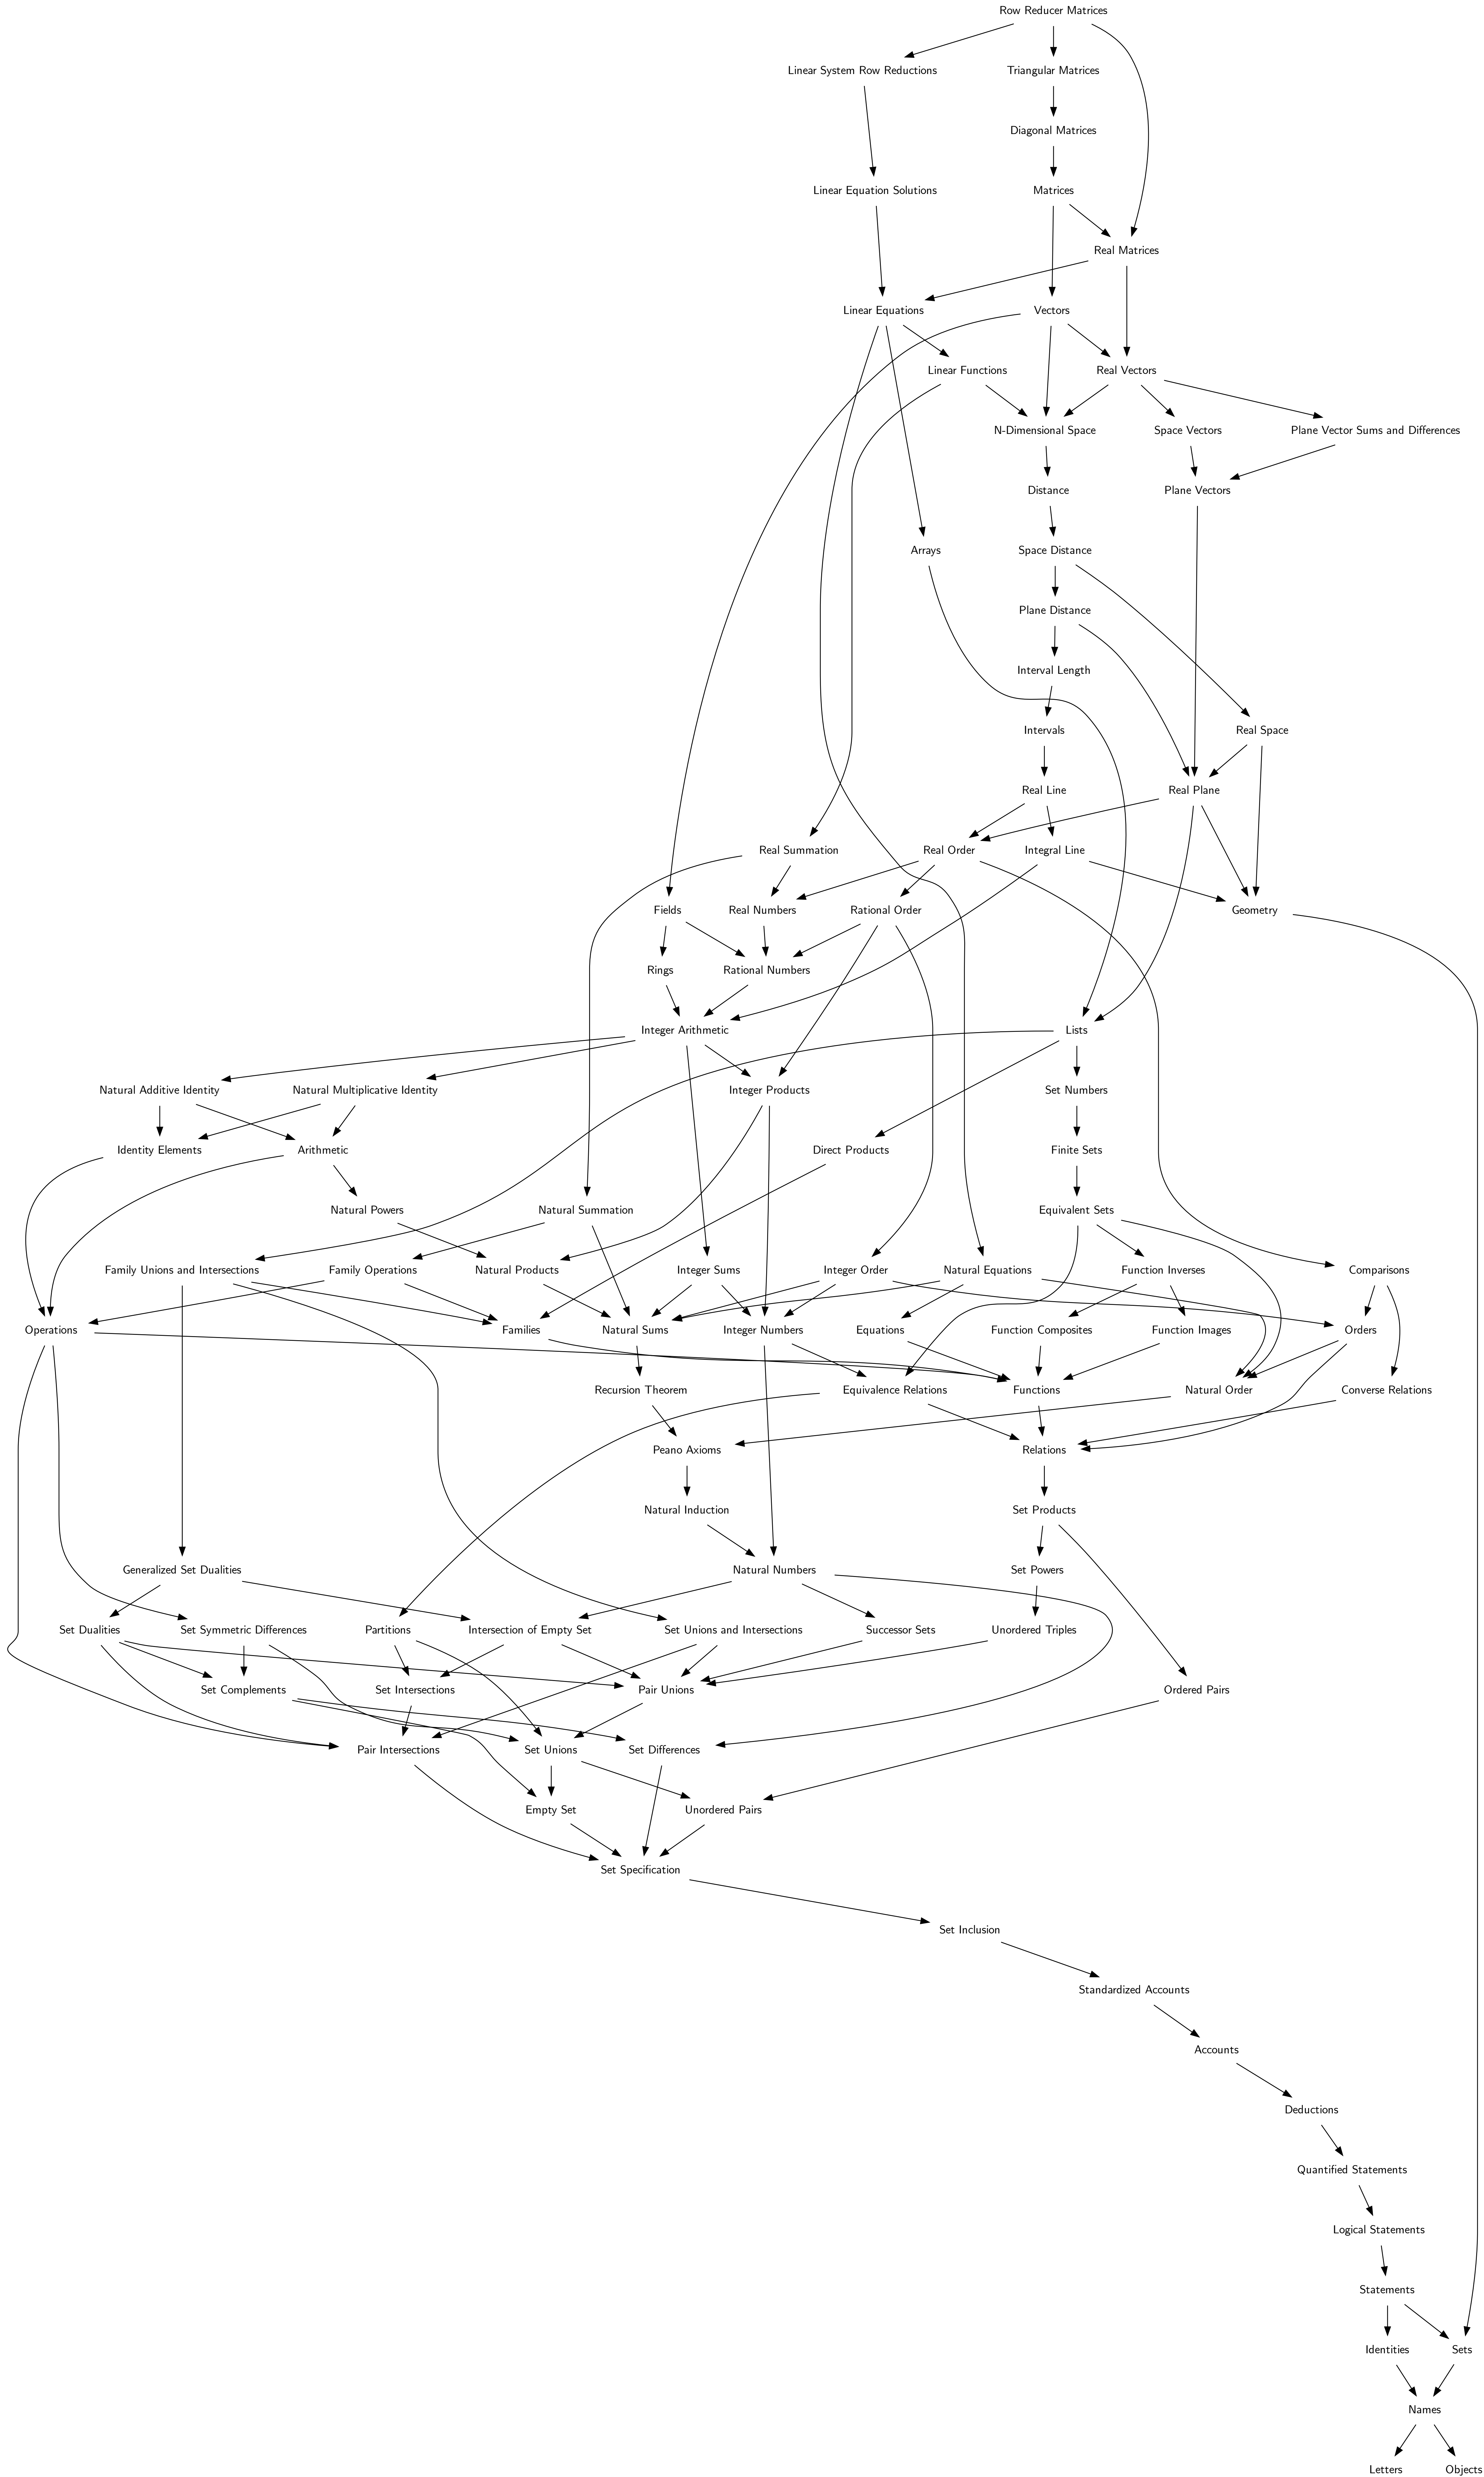 Row Reducer Matrices
Linear System Row Reductions
Triangular Matrices
Diagonal Matrices
Linear Equation Solutions
Matrices
Real Matrices
Linear Equations
Vectors
Linear Functions
Real Vectors
N-Dimensional Space
Space Vectors
Plane Vector Sums and Differences
Distance
Plane Vectors
Arrays
Space Distance
Plane Distance
Interval Length
Intervals
Real Space
Real Line
Real Plane
Real Summation
Real Order
Integral Line
Fields
Real Numbers
Rational Order
Geometry
Rings
Rational Numbers
Integer Arithmetic
Lists
Natural Additive Identity
Natural Multiplicative Identity
Integer Products
Set Numbers
Identity Elements
Arithmetic
Direct Products
Finite Sets
Natural Powers
Natural Summation
Equivalent Sets
Family Unions and Intersections
Family Operations
Natural Products
Integer Sums
Integer Order
Natural Equations
Function Inverses
Comparisons
Operations
Families
Natural Sums
Integer Numbers
Equations
Function Composites
Function Images
Orders
Recursion Theorem
Equivalence Relations
Functions
Natural Order
Converse Relations
Peano Axioms
Relations
Natural Induction
Set Products
Generalized Set Dualities
Natural Numbers
Set Powers
Set Dualities
Set Symmetric Differences
Partitions
Intersection of Empty Set
Set Unions and Intersections
Successor Sets
Unordered Triples
Set Complements
Set Intersections
Pair Unions
Ordered Pairs
Pair Intersections
Set Unions
Set Differences
Empty Set
Unordered Pairs
Set Specification
Set Inclusion
Standardized Accounts
Accounts
Deductions
Quantified Statements
Logical Statements
Statements
Identities
Sets
Names
Letters
Objects